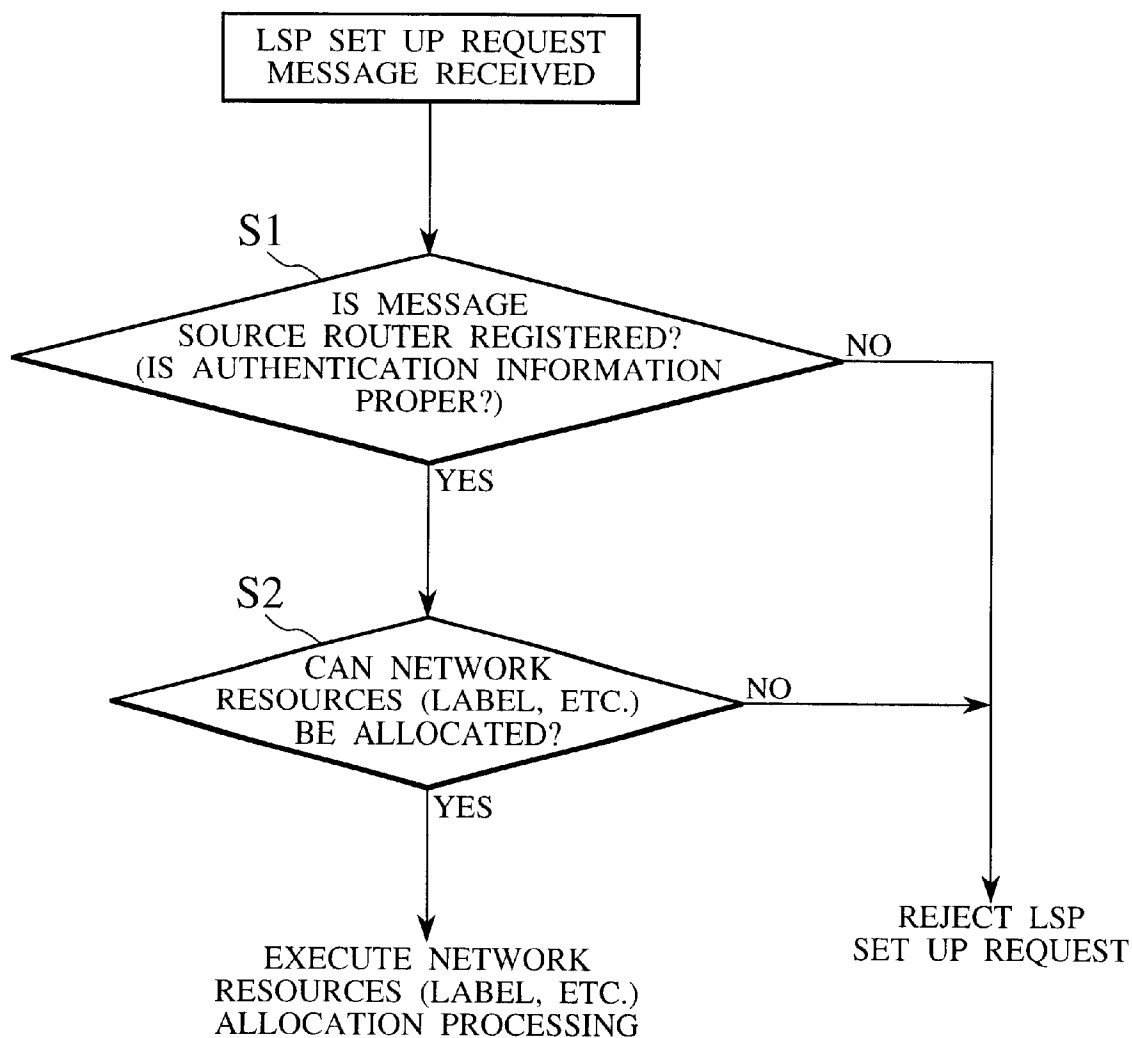 LSP SET UP REQUEST
MESSAGE RECEIVED
S1
IS MESSAGE
SOURCE ROUTER REGISTERED?
(IS AUTHENTICATION INFORMATION
PROPER?)
NO
YES
S2
CAN NETWORK
RESOURCES (LABEL, ETC.)
BE ALLOCATED?
NO
YES
REJECT LSP
SET UP REQUEST
EXECUTE NETWORK
RESOURCES (LABEL, ETC.)
ALLOCATION PROCESSING